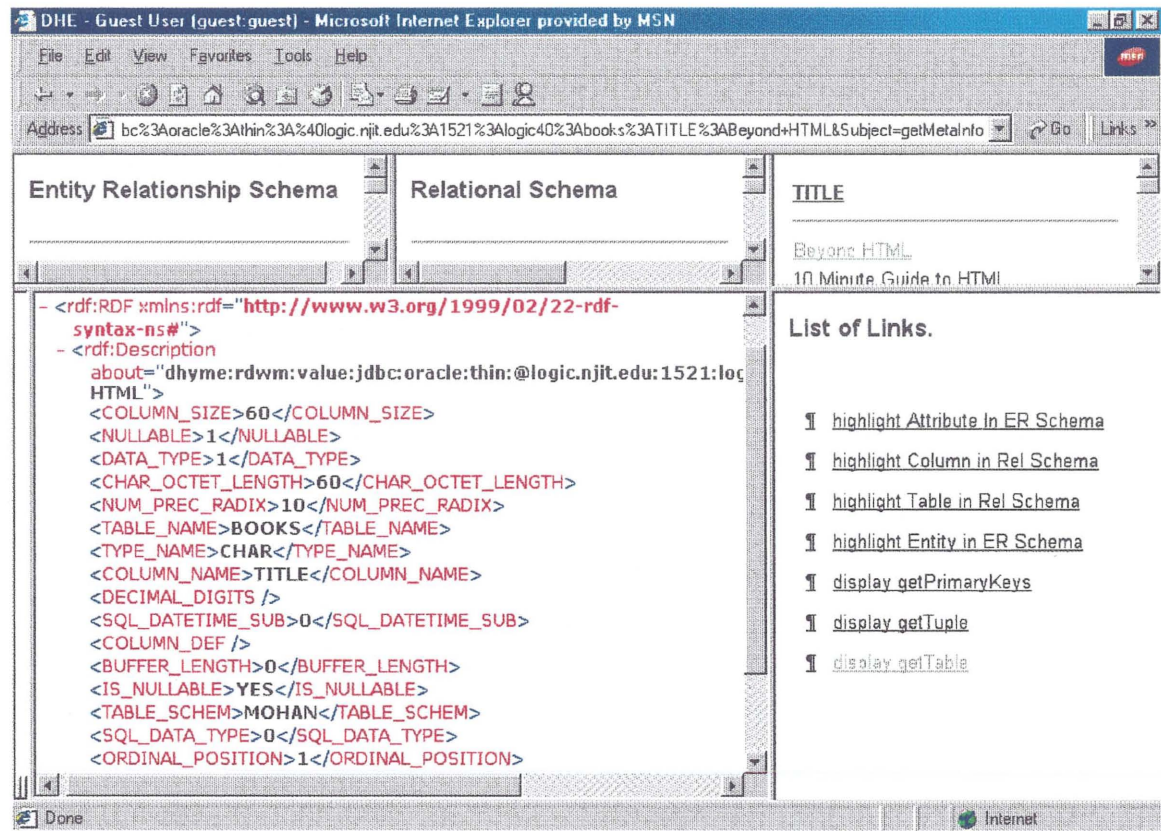 DHE - Guest User (guest:guest) - Microsoft Internet Explorer provided by MSN
File Edit View Favorites Tools Help
msn
Address bc%3Aoracle%3Athin%3A%40logic.njit.edu%3A1521%3Alogic40%3Abooks%3ATITLE%3ABeyond+HTML&Subject=getMetaInfo Go Links »
Entity Relationship Schema
Relational Schema
TITLE
Beyond HTML
10 Minute Guide to HTML
- <rdf:RDF xmlns:rdf="http://www.w3.org/1999/02/22-rdf-
syntax-ns#">
- <rdf:Description
about="dhyme:rdwm:value:jdbc:oracle:thin:@logic.njit.edu:1521:log
HTML">
<COLUMN_SIZE>60</COLUMN_SIZE>
<NULLABLE>1</NULLABLE>
<DATA_TYPE>1</DATA_TYPE>
<CHAR_OCTET_LENGTH>60</CHAR_OCTET_LENGTH>
<NUM_PREC_RADIX>10</NUM_PREC_RADIX>
<TABLE_NAME>BOOKS</TABLE_NAME>
<TYPE_NAME>CHAR</TYPE_NAME>
<COLUMN_NAME>TITLE</COLUMN_NAME>
<DECIMAL_DIGITS />
<SQL_DATETIME_SUB>0</SQL_DATETIME_SUB>
<COLUMN_DEF />
<BUFFER_LENGTH>0</BUFFER_LENGTH>
<IS_NULLABLE>YES</IS_NULLABLE>
<TABLE_SCHEM>MOHAN</TABLE_SCHEM>
<SQL_DATA_TYPE>0</SQL_DATA_TYPE>
<ORDINAL_POSITION>1</ORDINAL_POSITION>
List of Links.
¶ highlight Attribute In ER Schema
¶ highlight Column in Rel Schema
¶ highlight Table in Rel Schema
¶ highlight Entity in ER Schema
¶ display getPrimaryKeys
¶ display getTuple
¶ display getTable
Done
Internet